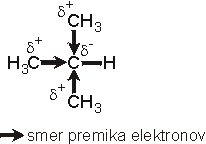 δ⁺
CH₃
δ⁺ δ⁻
H₃C C H
δ⁺
CH₃
smer premika elektronov